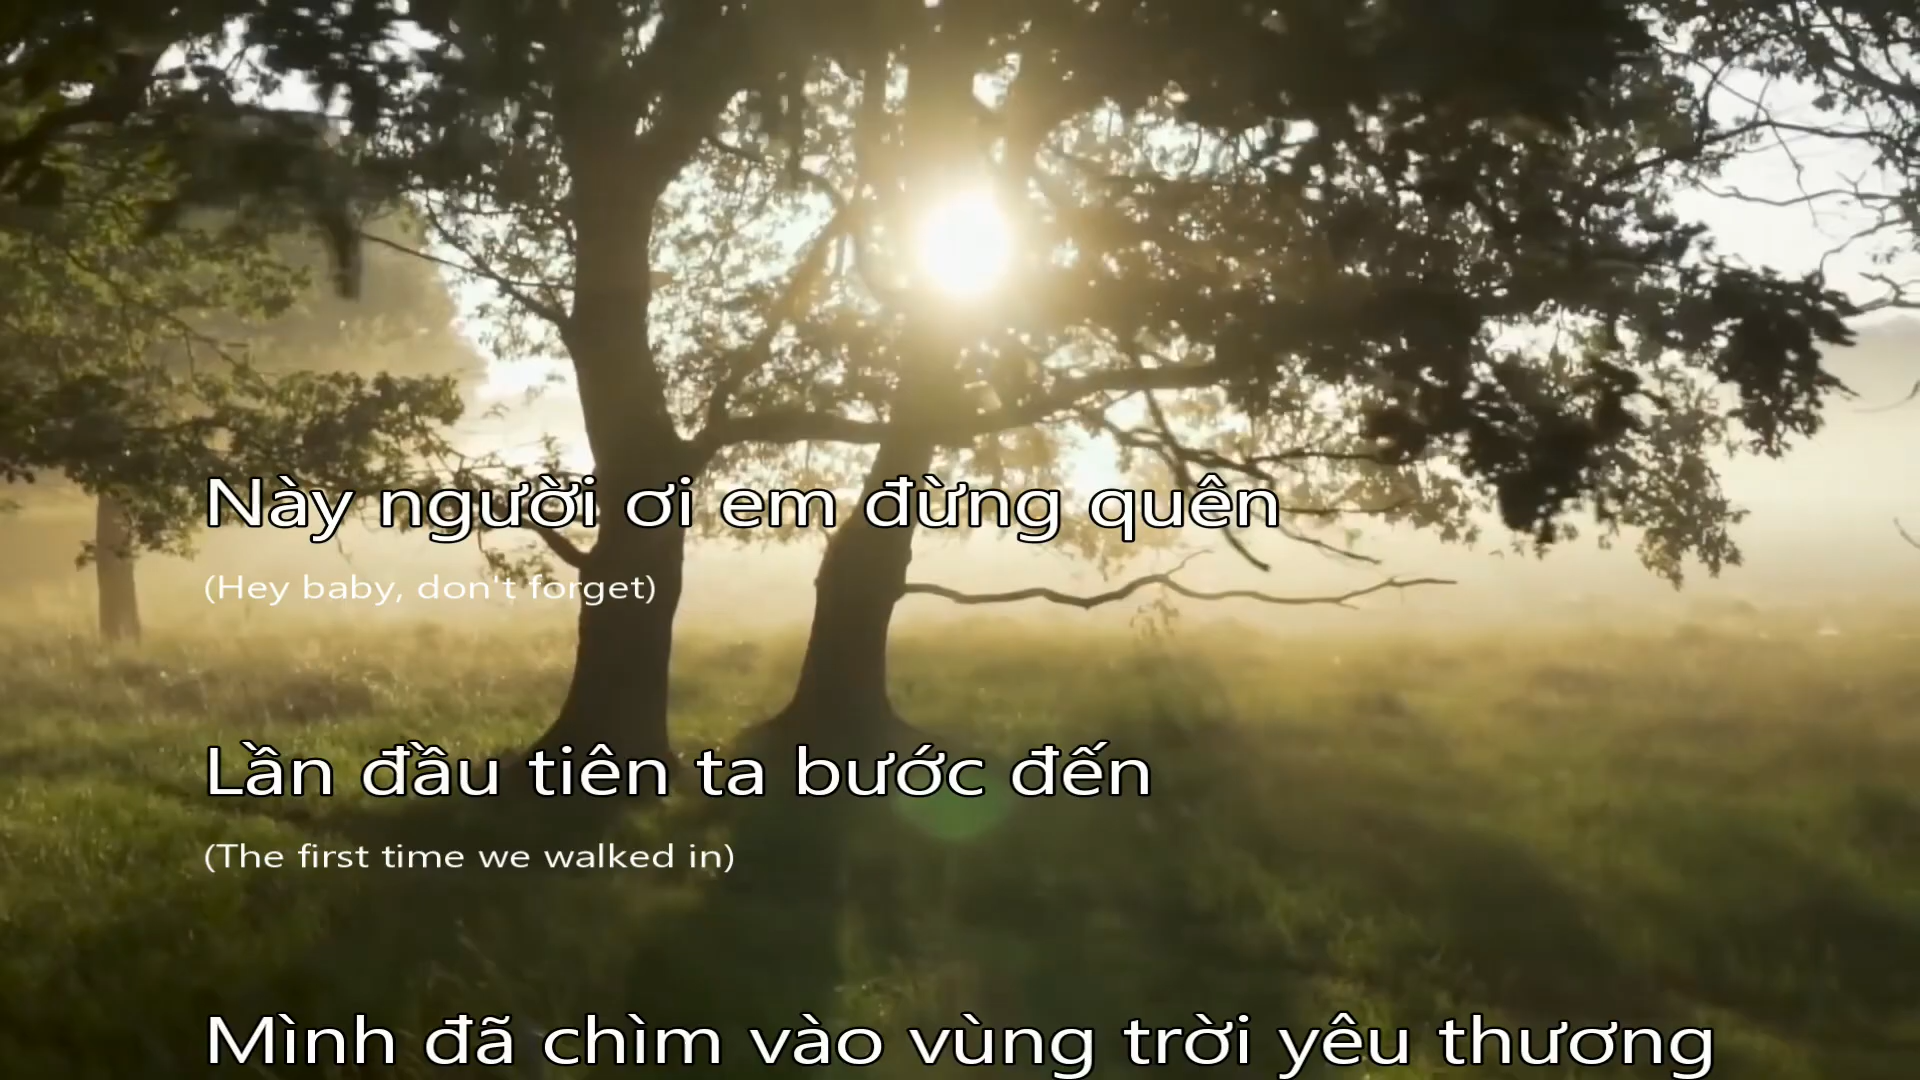 Này người ơi em đừng quên
(Hey baby, don't forget)
Lần đầu tiên ta bước đến
(The first time we walked in)
Mình đã chìm vào vùng trời yêu thương